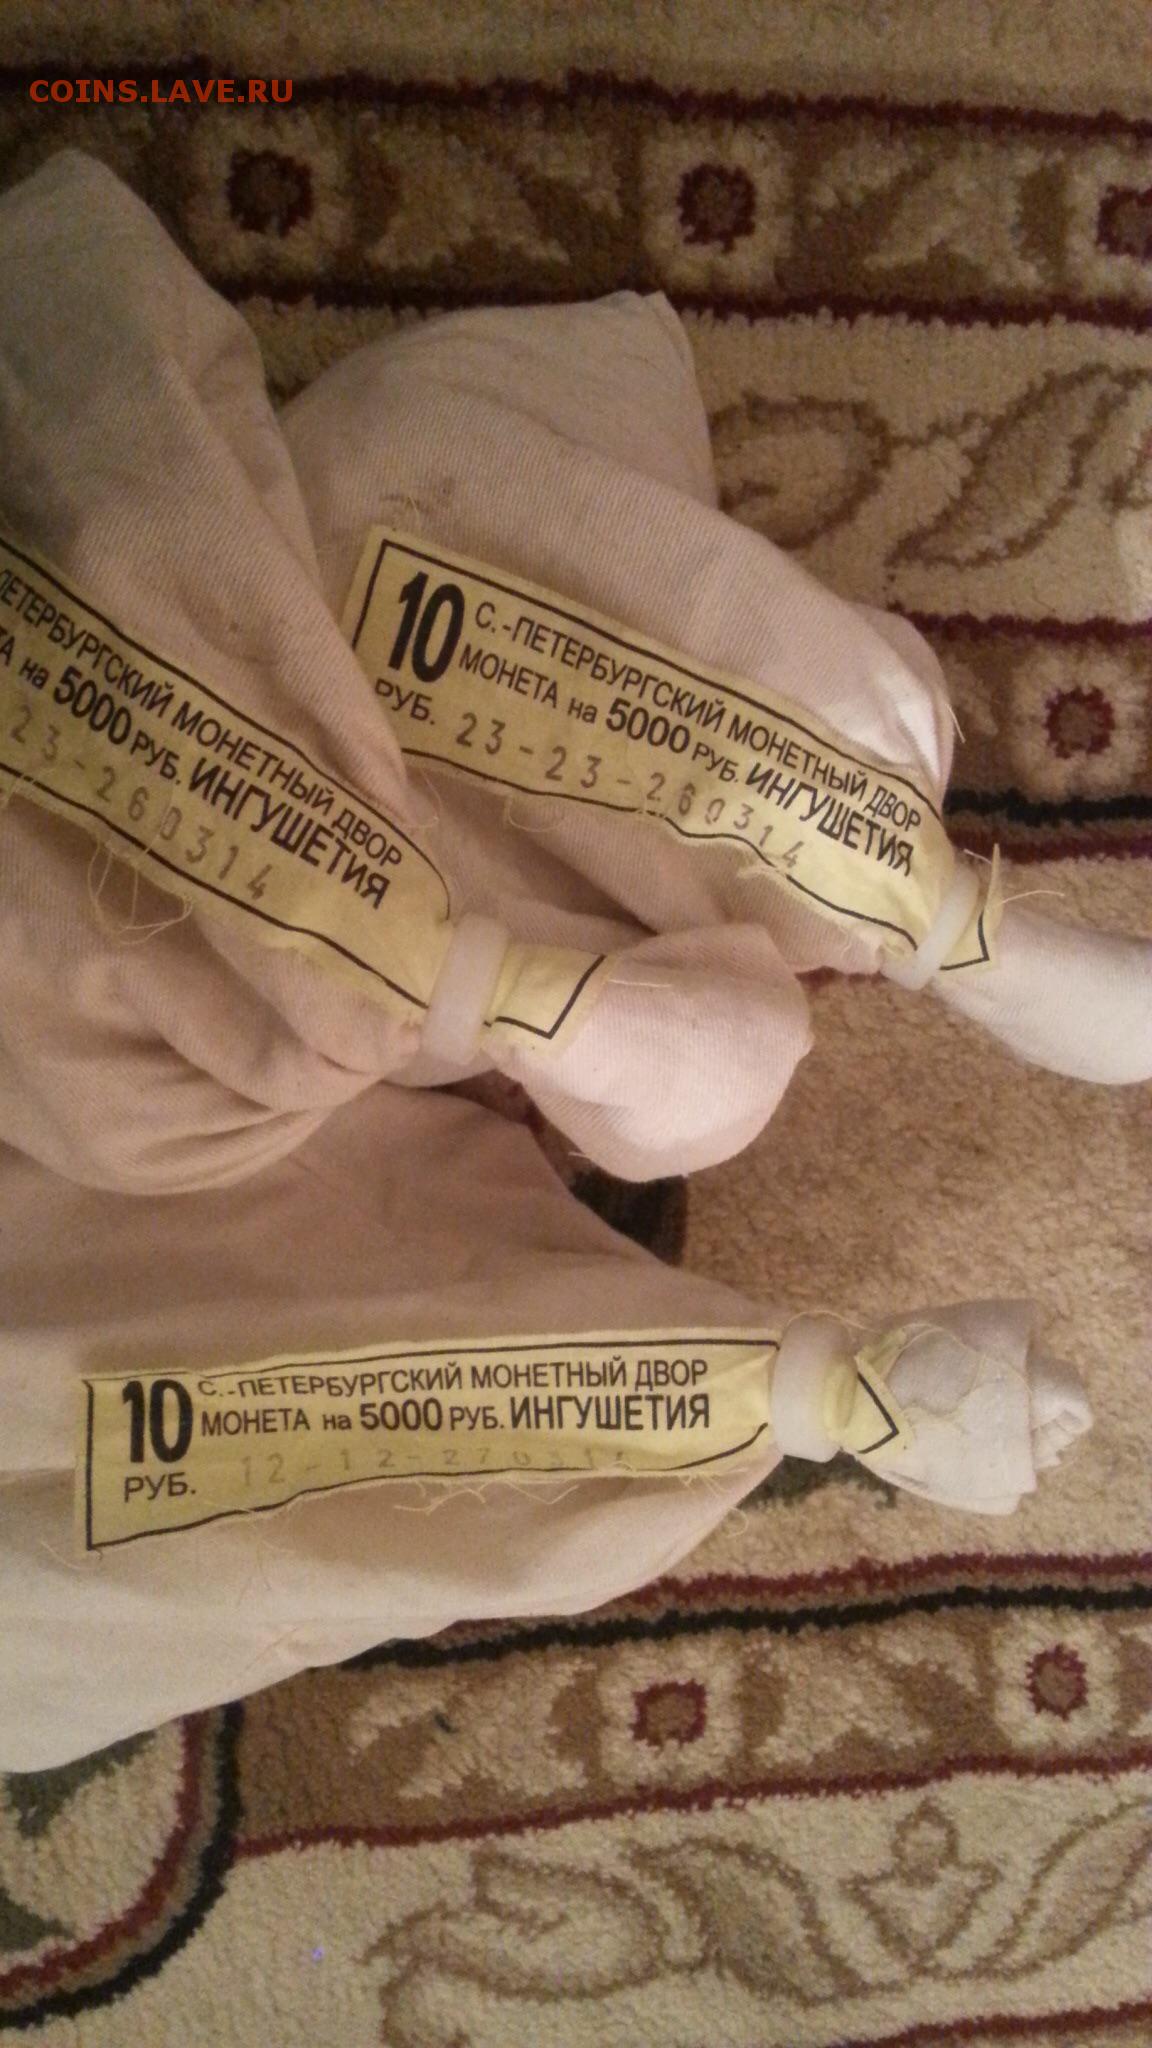 COINS.LAVE.RU
10
РУБ.
С.-ПЕТЕРБУРГСКИЙ МОНЕТНЫЙ ДВОР
МОНЕТА на 5000 РУБ. ИНГУШЕТИЯ
23-23-260314
ПЕТЕРБУРГСКИЙ МОНЕТНЫЙ ДВОР
ТА на 5000 РУБ. ИНГУШЕТИЯ
23-260314
10
РУБ.
С.-ПЕТЕРБУРГСКИЙ МОНЕТНЫЙ ДВОР
МОНЕТА на 5000 РУБ. ИНГУШЕТИЯ